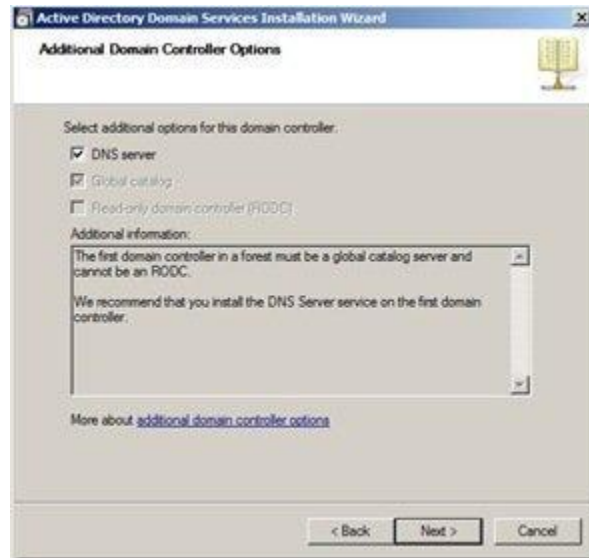 Active Directory Domain Services Installation Wizard
Additional Domain Controller Options
Select additional options for this domain controller.
DNS server
Global catalog
Read-only domain controller (RODC)
Additional information:
The first domain controller in a forest must be a global catalog server and
cannot be an RODC.
We recommend that you install the DNS Server service on the first domain
controller.
More about additional domain controller options
< Back
Next >
Cancel